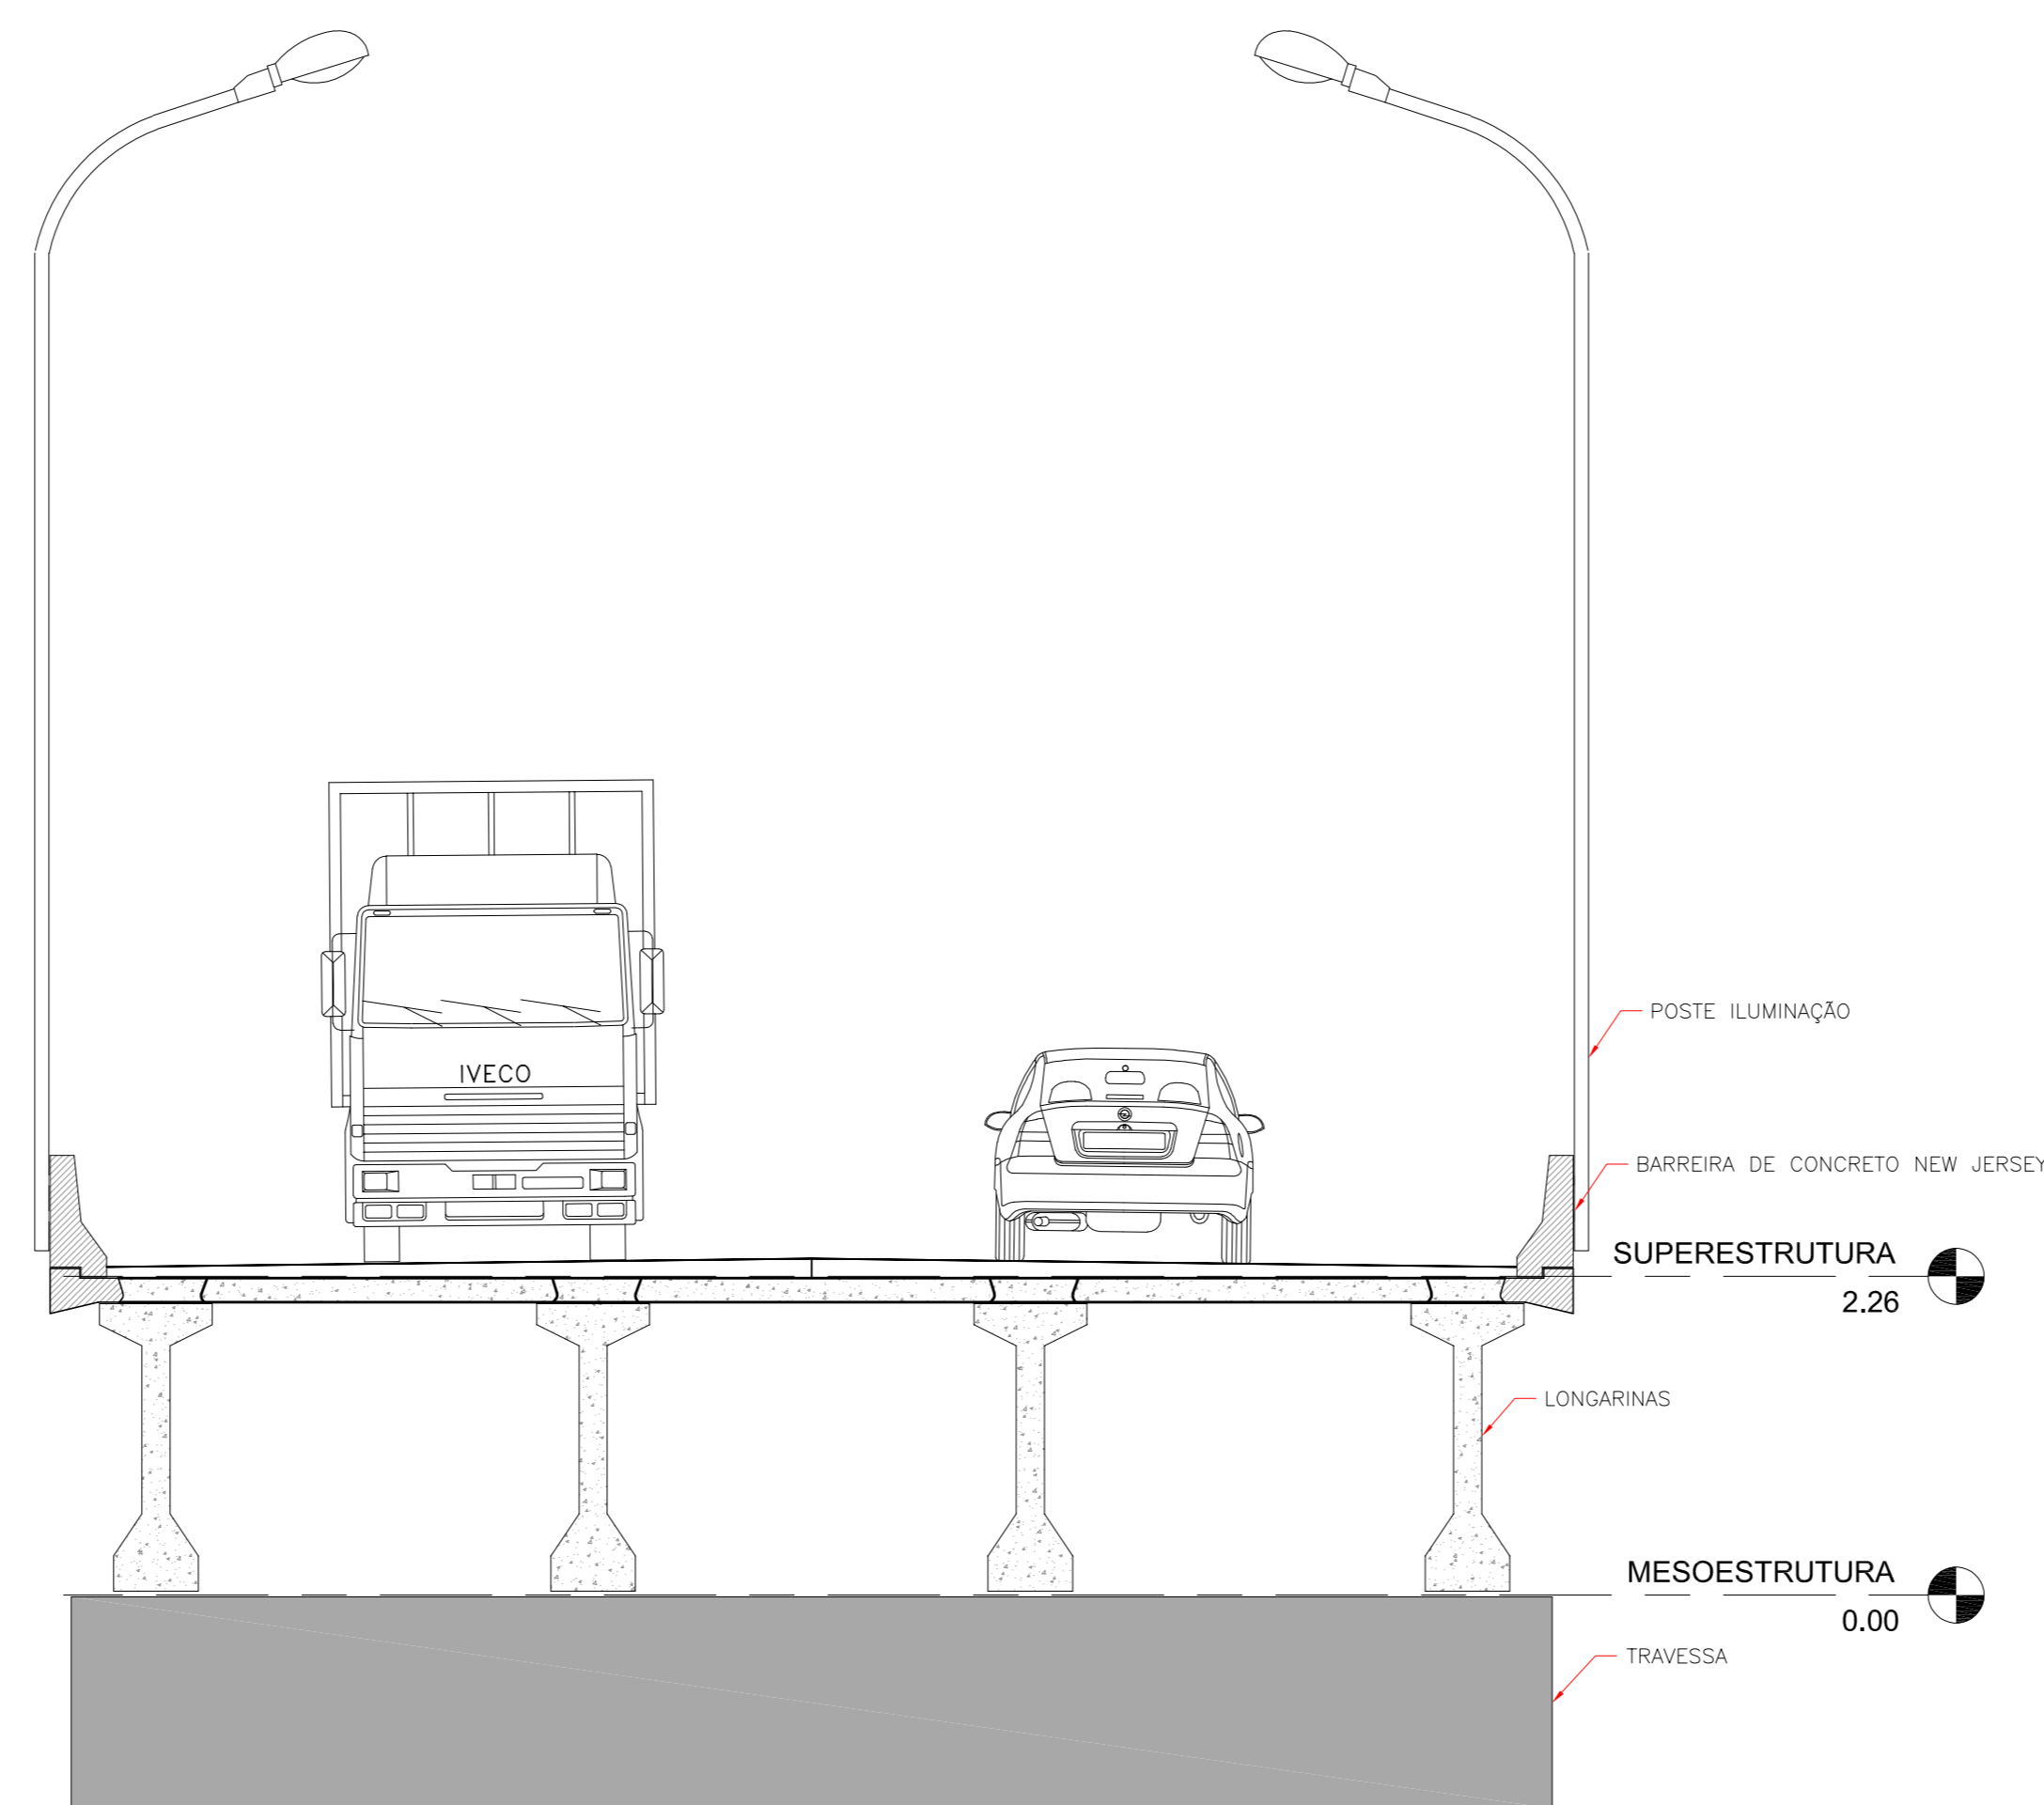 IVECO
POSTE ILUMINAÇÃO
BARREIRA DE CONCRETO NEW JERSEY
SUPERESTRUTURA
2.26
LONGARINAS
MESOESTRUTURA
0.00
TRAVESSA